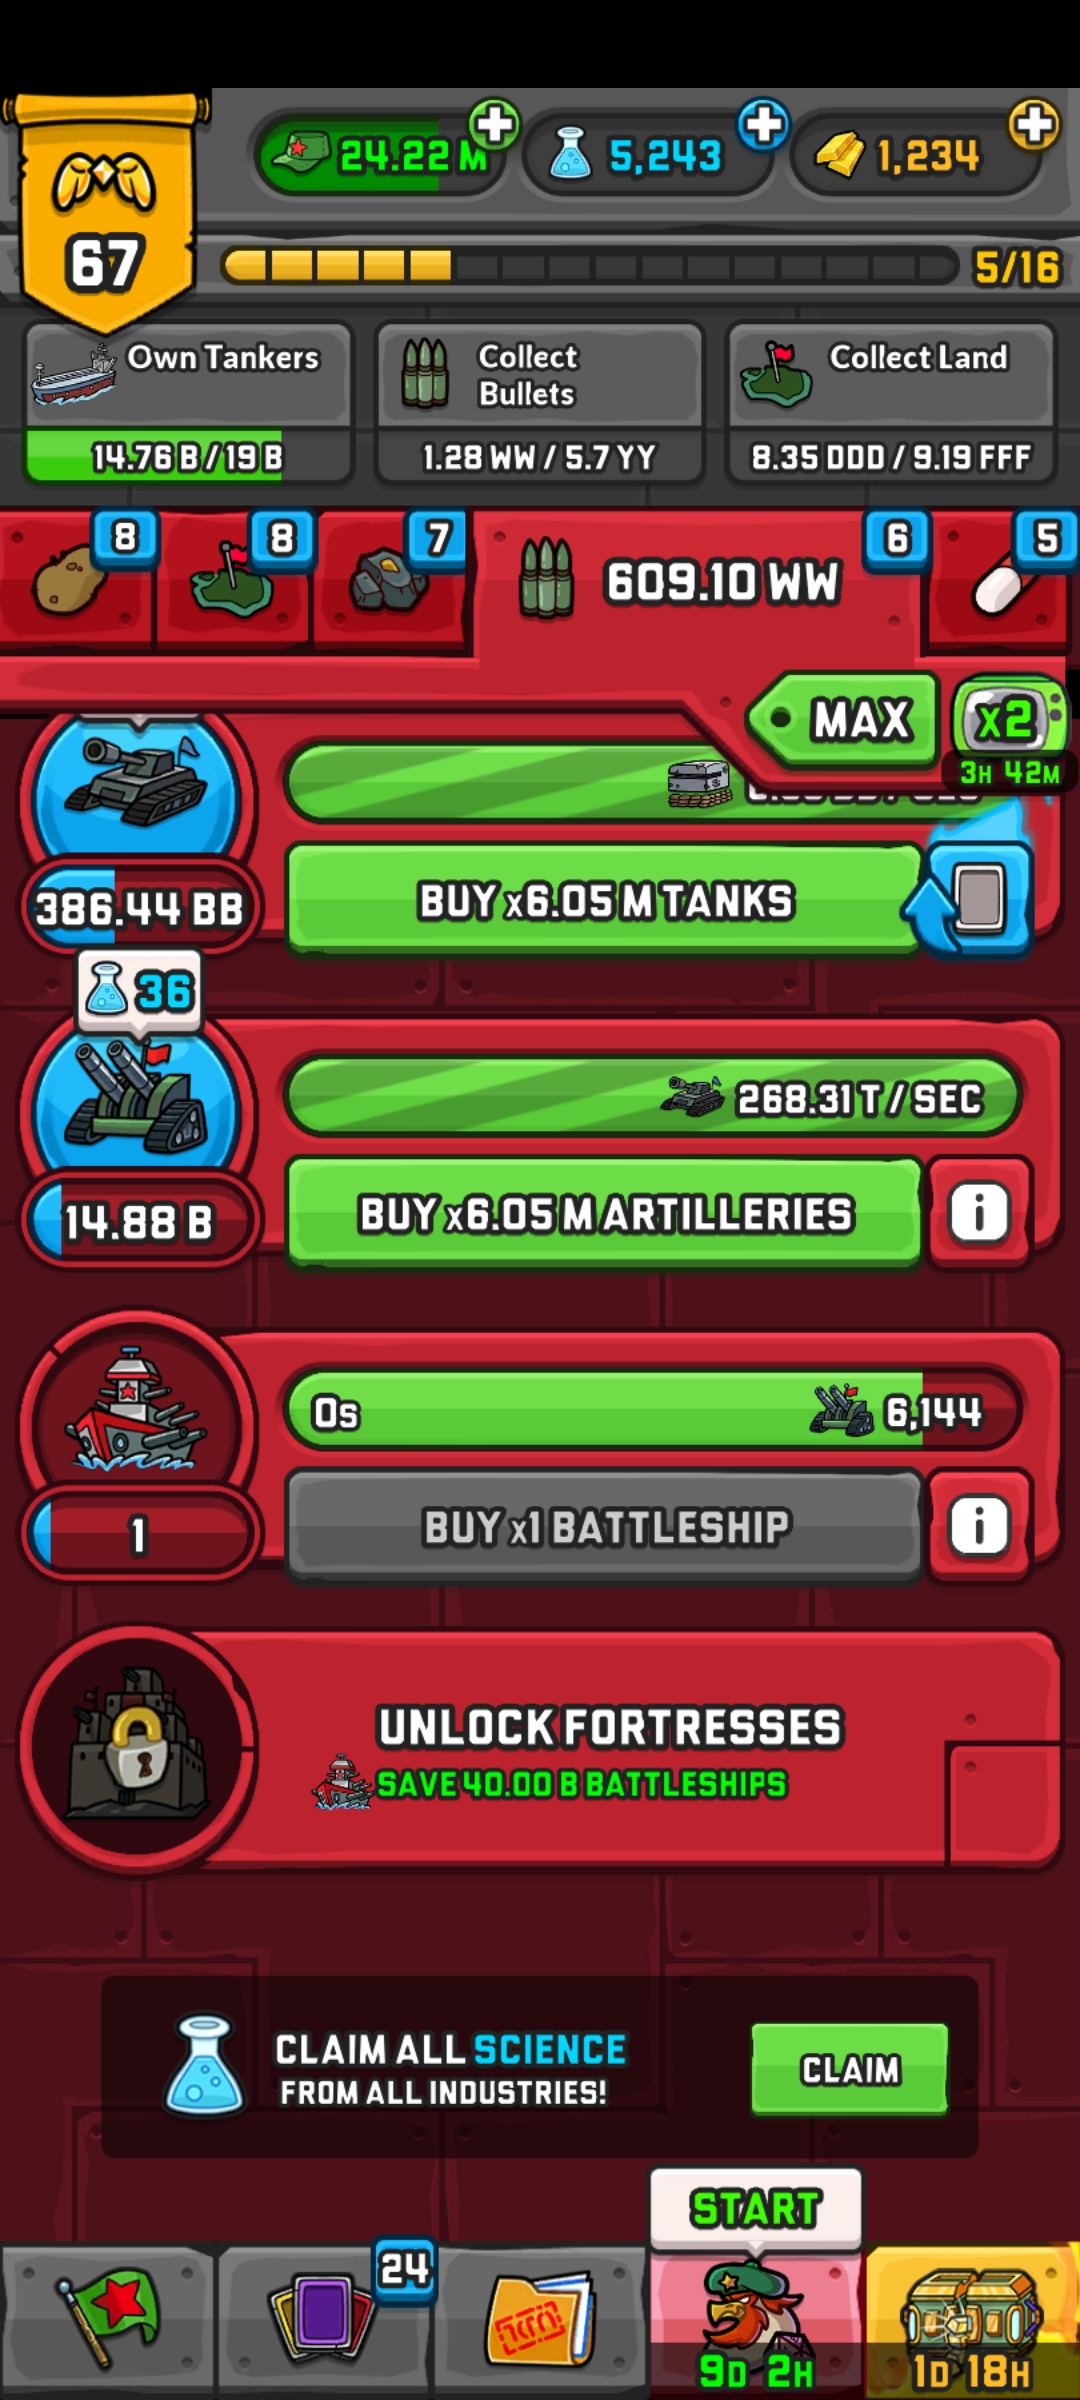 24.22 M
5,243
1,234
67
5/16
Own Tankers
14.76 B / 19 B
Collect
Bullets
1.28 WW / 5.7 YY
Collect Land
8.35 DDD / 9.19 FFF
8
8
7
609.10 WW
6
5
MAX
x2
3H 42M
386.44 BB
BUY x6.05 M TANKS
36
268.31 T / SEC
14.88 B
BUY x6.05 M ARTILLERIES
i
0s
6,144
1
BUY x1 BATTLESHIP
i
UNLOCK FORTRESSES
SAVE 40.00 B BATTLESHIPS
CLAIM ALL SCIENCE
FROM ALL INDUSTRIES!
CLAIM
START
24
9D 2H
1D 18H